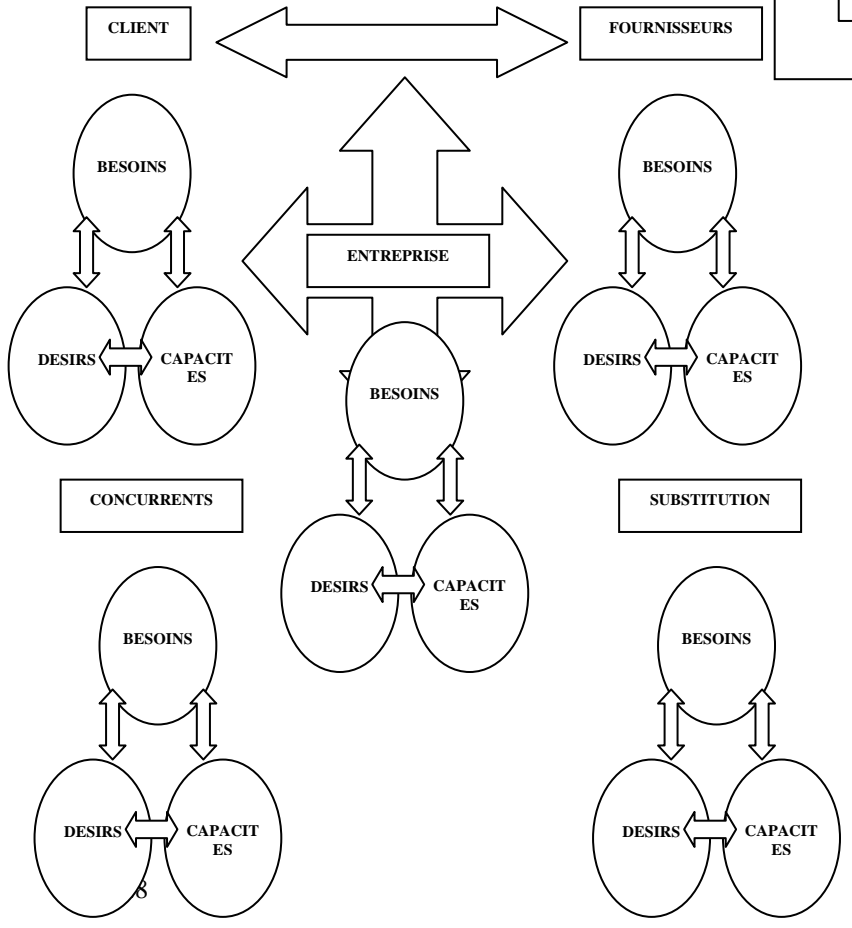 CLIENT
FOURNISSEURS
BESOINS
BESOINS
ENTREPRISE
DESIRS
CAPACIT
ES
DESIRS
CAPACIT
ES
BESOINS
CONCURRENTS
SUBSTITUTION
DESIRS
CAPACIT
ES
BESOINS
BESOINS
DESIRS
CAPACIT
ES
DESIRS
CAPACIT
ES
8